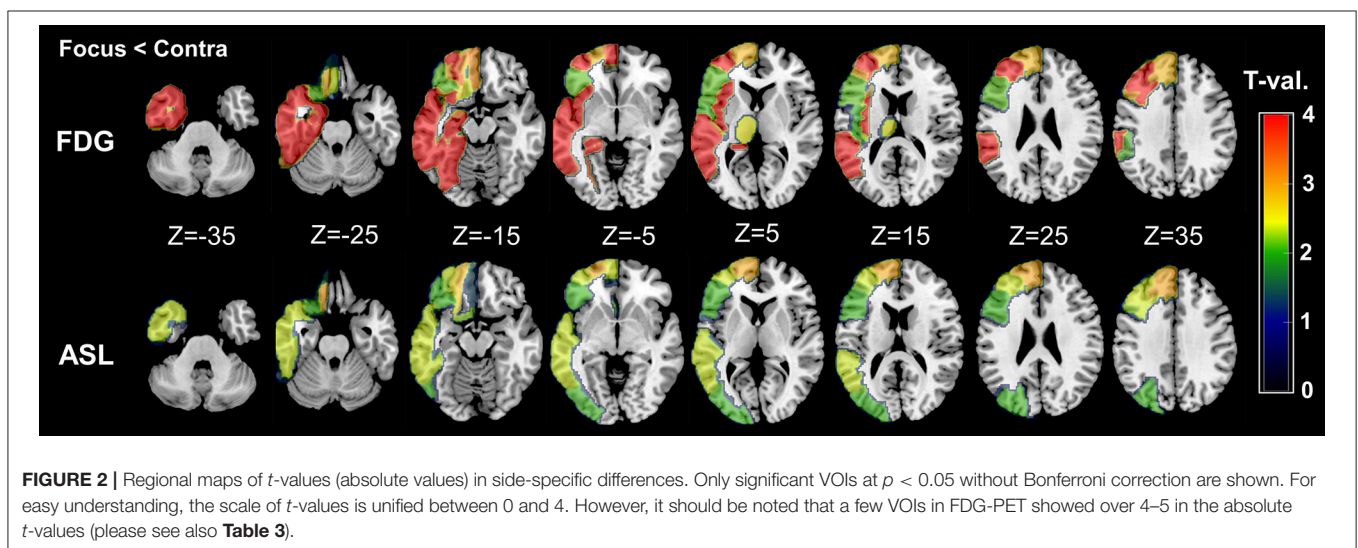 Focus < Contra
T-val.
FDG
4
3
2
1
0
Z=-35 Z=-25 Z=-15 Z=-5 Z=5 Z=15 Z=25 Z=35
ASL
FIGURE 2 | Regional maps of t-values (absolute values) in side-specific differences. Only significant VOIs at p < 0.05 without Bonferroni correction are shown. For
easy understanding, the scale of t-values is unified between 0 and 4. However, it should be noted that a few VOIs in FDG-PET showed over 4–5 in the absolute
t-values (please see also Table 3).